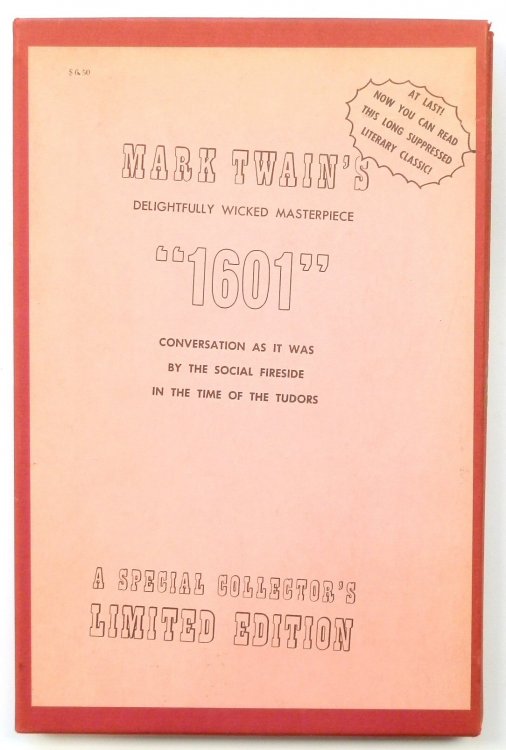 $6.50
AT LAST!
NOW YOU CAN READ
THIS LONG SUPPRESSED
LITERARY CLASSIC!
MARK TWAIN'S
DELIGHTFULLY WICKED MASTERPIECE
““1601””
CONVERSATION AS IT WAS
BY THE SOCIAL FIRESIDE
IN THE TIME OF THE TUDORS
A SPECIAL COLLECTOR'S
LIMITED EDITION